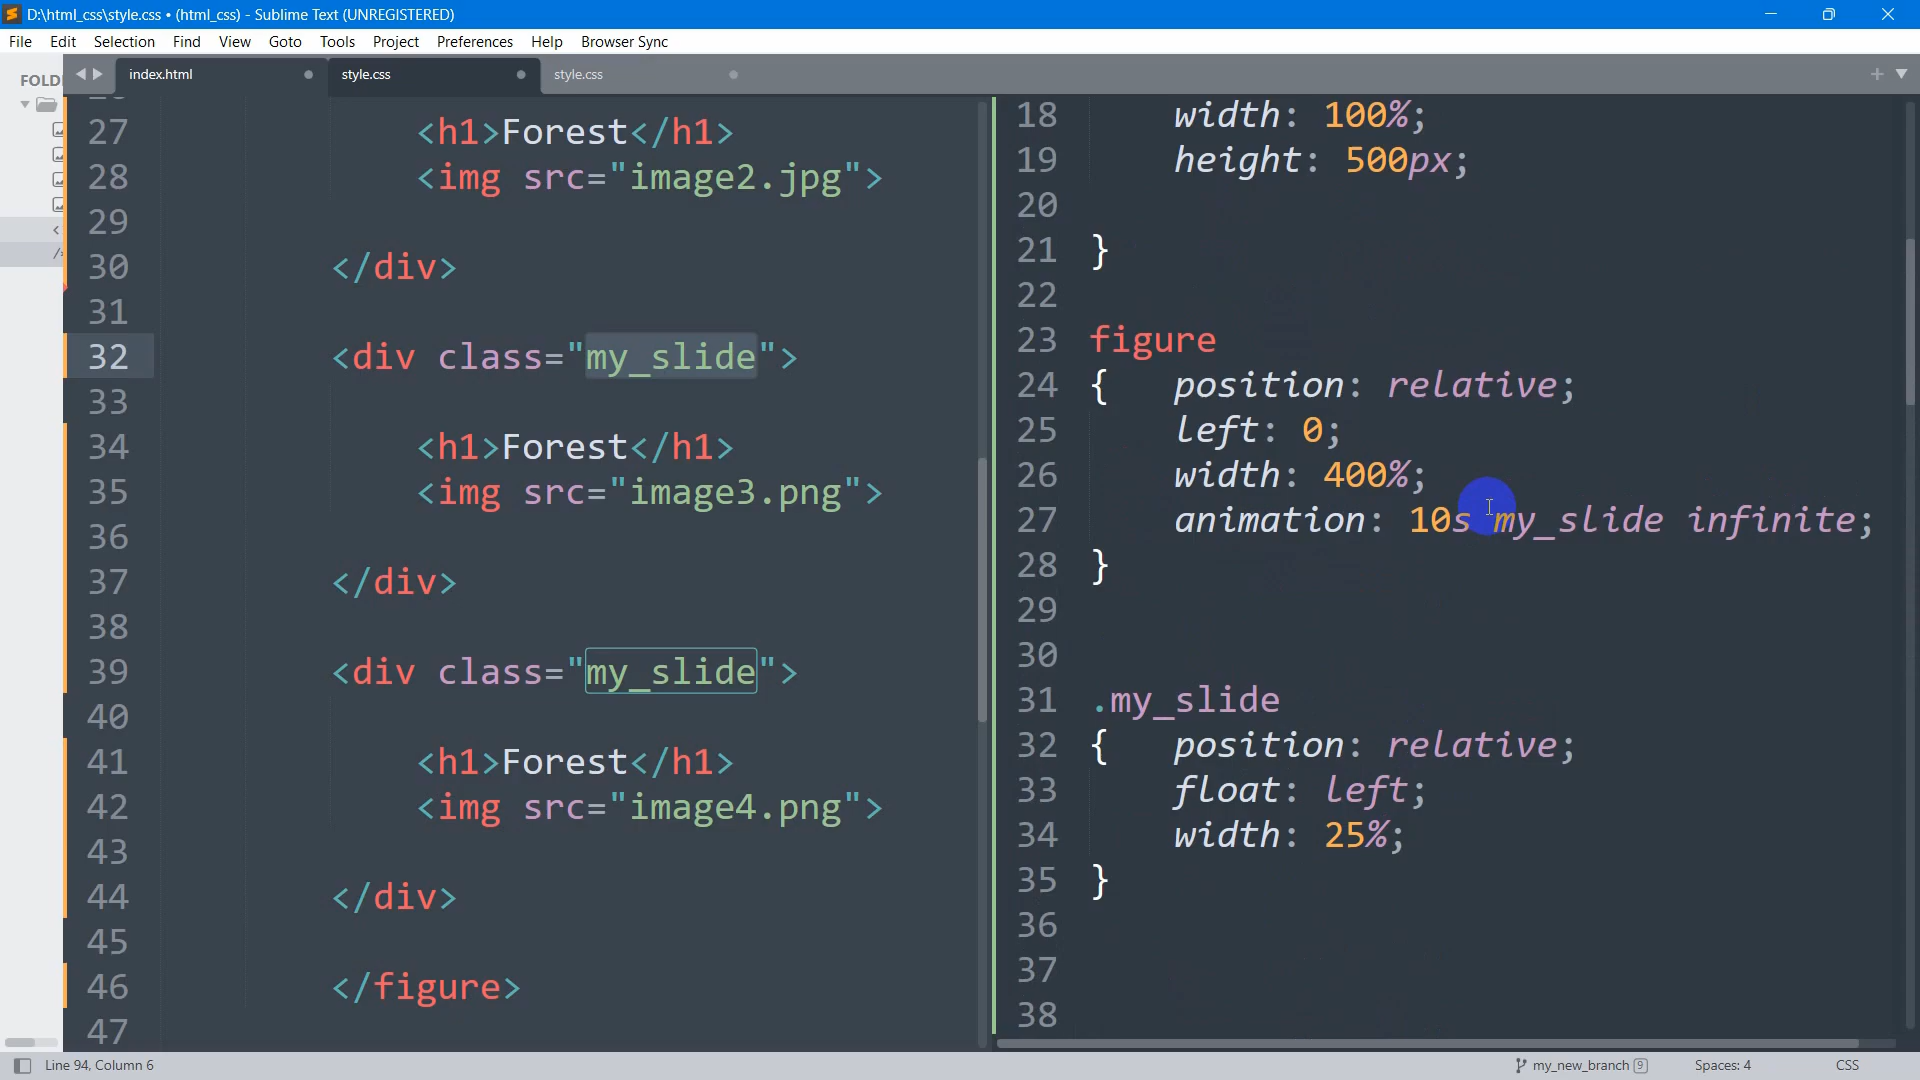 D:\html_css\style.css • (html_css) - Sublime Text (UNREGISTERED)
File Edit Selection Find View Goto Tools Project Preferences Help Browser Sync
index.html style.css style.css
27 <h1>Forest</h1>
28 <img src="image2.jpg">
29
30 </div>
31
32 <div class="my_slide">
33
34 <h1>Forest</h1>
35 <img src="image3.png">
36
37 </div>
38
39 <div class="my_slide">
40
41 <h1>Forest</h1>
42 <img src="image4.png">
43
44 </div>
45
46 </figure>
47
18 width: 100%;
19 height: 500px;
20
21 }
22
23 figure
24 { position: relative;
25 left: 0;
26 width: 400%;
27 animation: 10s my_slide infinite;
28 }
29
30
31 .my_slide
32 { position: relative;
33 float: left;
34 width: 25%;
35 }
36
37
38
Line 94, Column 6 my_new_branch 9 Spaces: 4 CSS